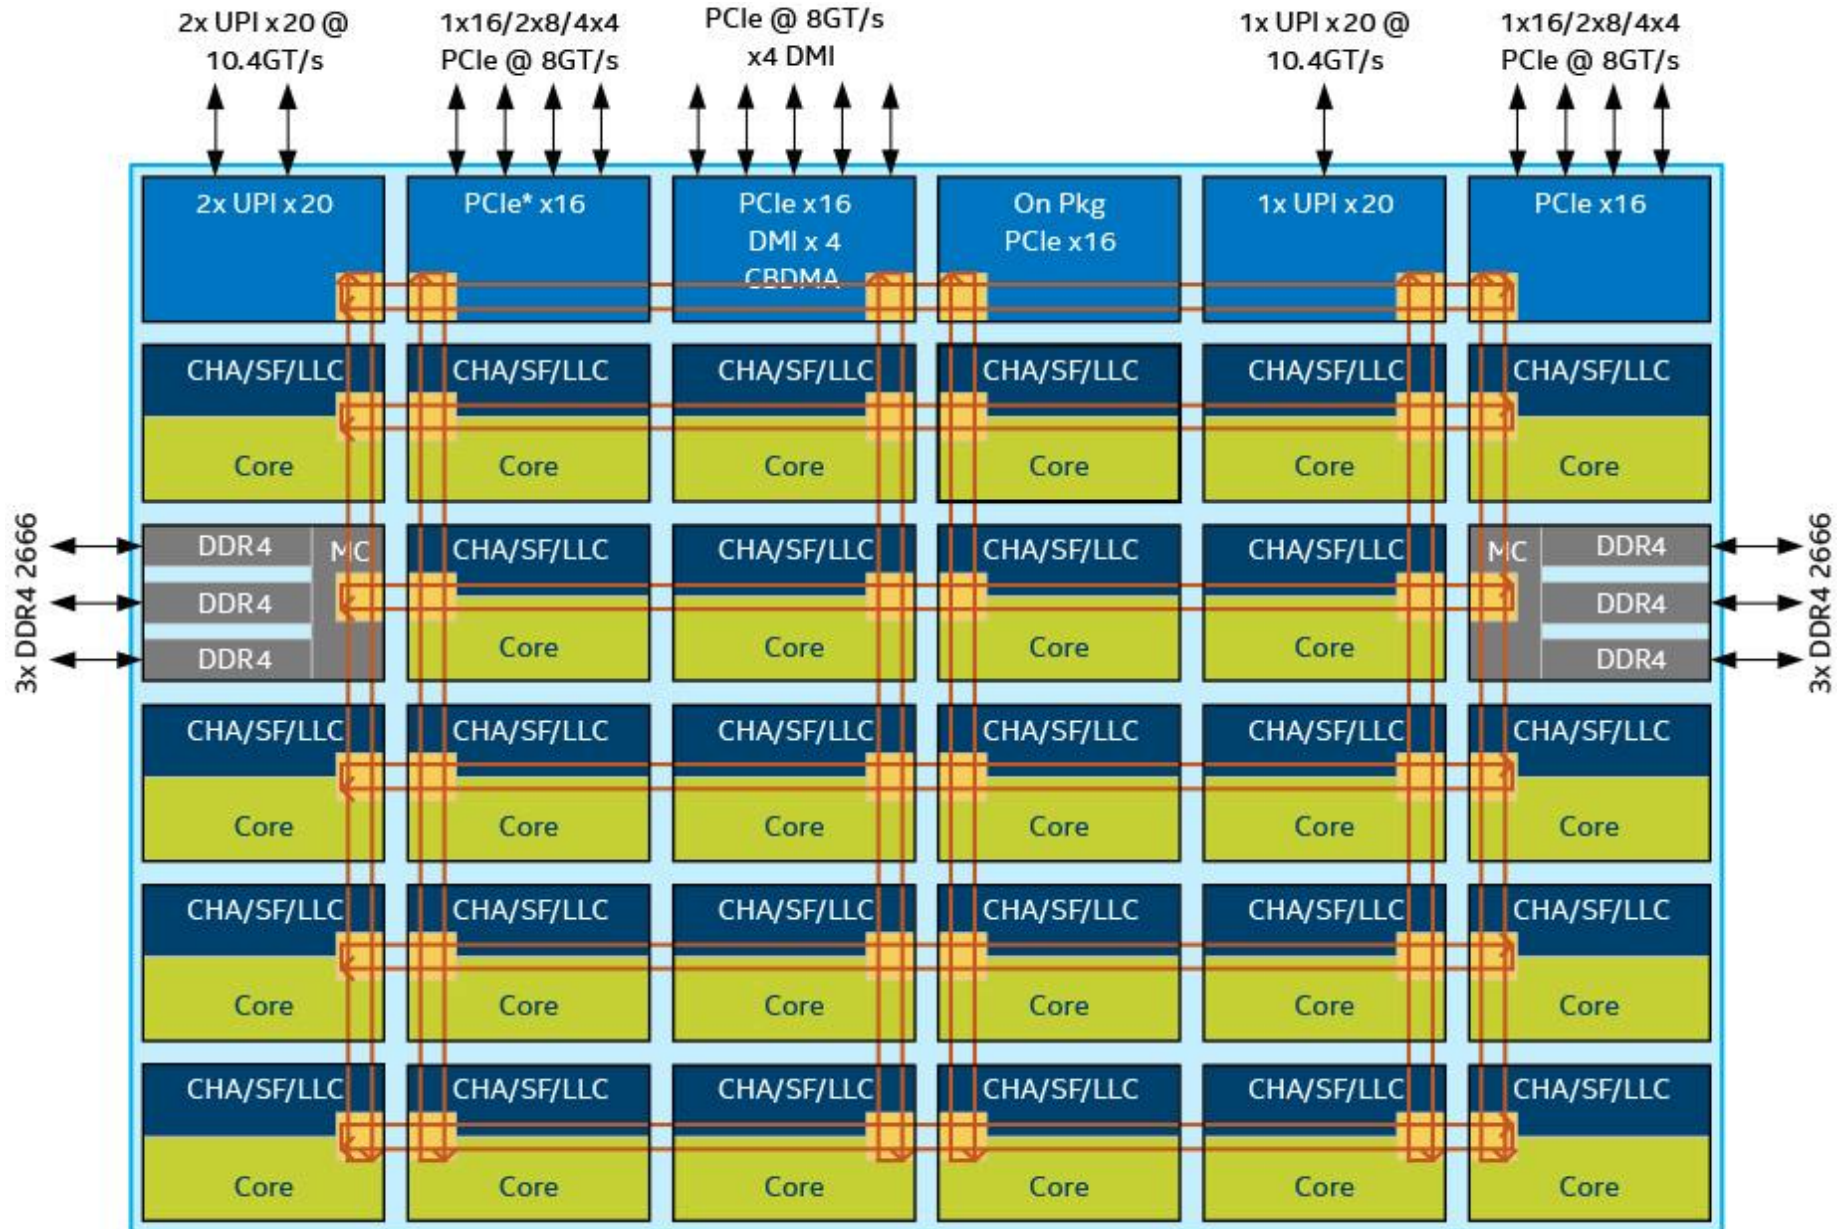 2x UPI x20 @
10.4GT/s
1x16/2x8/4x4
PCIe @ 8GT/s
PCIe @ 8GT/s
x4 DMI
1x UPI x20 @
10.4GT/s
1x16/2x8/4x4
PCIe @ 8GT/s
2x UPI x20
PCIe* x16
PCIe x16
DMI x 4
CBDMA
On Pkg
PCIe x16
1x UPI x20
PCIe x16
CHA/SF/LLC
Core
CHA/SF/LLC
Core
CHA/SF/LLC
Core
CHA/SF/LLC
Core
CHA/SF/LLC
Core
CHA/SF/LLC
Core
3x DDR4 2666
DDR4
DDR4
DDR4
MC
CHA/SF/LLC
Core
CHA/SF/LLC
Core
CHA/SF/LLC
Core
CHA/SF/LLC
Core
MC
DDR4
DDR4
DDR4
3x DDR4 2666
CHA/SF/LLC
Core
CHA/SF/LLC
Core
CHA/SF/LLC
Core
CHA/SF/LLC
Core
CHA/SF/LLC
Core
CHA/SF/LLC
Core
CHA/SF/LLC
Core
CHA/SF/LLC
Core
CHA/SF/LLC
Core
CHA/SF/LLC
Core
CHA/SF/LLC
Core
CHA/SF/LLC
Core
CHA/SF/LLC
Core
CHA/SF/LLC
Core
CHA/SF/LLC
Core
CHA/SF/LLC
Core
CHA/SF/LLC
Core
CHA/SF/LLC
Core